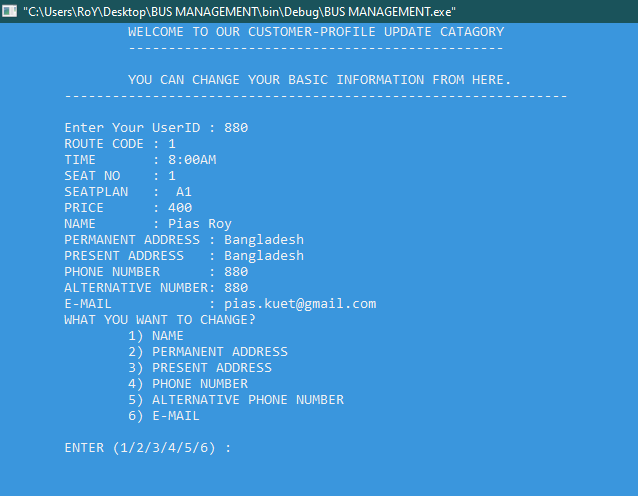 "C:\Users\RoY\Desktop\BUS MANAGEMENT\bin\Debug\BUS MANAGEMENT.exe"
WELCOME TO OUR CUSTOMER-PROFILE UPDATE CATAGORY
-----------------------------------------------
YOU CAN CHANGE YOUR BASIC INFORMATION FROM HERE.
---------------------------------------------------------------
Enter Your UserID : 880
ROUTE CODE : 1
TIME       : 8:00AM
SEAT NO    : 1
SEATPLAN   :  A1
PRICE      : 400
NAME       : Pias Roy
PERMANENT ADDRESS : Bangladesh
PRESENT ADDRESS   : Bangladesh
PHONE NUMBER      : 880
ALTERNATIVE NUMBER: 880
E-MAIL            : pias.kuet@gmail.com
WHAT YOU WANT TO CHANGE?
1) NAME
2) PERMANENT ADDRESS
3) PRESENT ADDRESS
4) PHONE NUMBER
5) ALTERNATIVE PHONE NUMBER
6) E-MAIL
ENTER (1/2/3/4/5/6) :